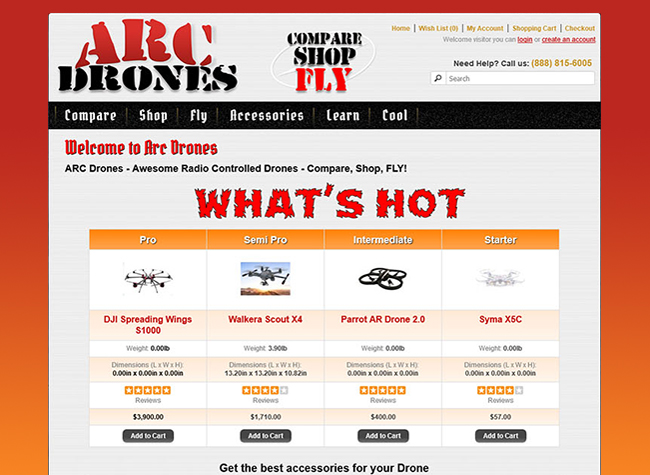 ARC
DRONES
COMPARE
SHOP
FLY
Home | Wish List (0) | My Account | Shopping Cart | Checkout
Welcome visitor you can login or create an account
Need Help? Call us: (888) 815-6005
Search
Compare Shop Fly Accessories Learn Cool
Welcome to Arc Drones
ARC Drones - Awesome Radio Controlled Drones - Compare, Shop, FLY!
WHAT'S HOT
Pro Semi Pro Intermediate Starter
DJI Spreading Wings S1000 Walkera Scout X4 Parrot AR Drone 2.0 Syma X5C
Weight: 0.00lb Weight: 3.90lb Weight: 0.00lb Weight: 0.00lb
Dimensions (L x W x H): Dimensions (L x W x H): Dimensions (L x W x H): Dimensions (L x W x H):
0.00in x 0.00in x 0.00in 13.20in x 13.20in x 10.82in 0.00in x 0.00in x 0.00in 0.00in x 0.00in x 0.00in
Reviews Reviews Reviews Reviews
$3,900.00 $1,710.00 $400.00 $57.00
Add to Cart Add to Cart Add to Cart Add to Cart
Get the best accessories for your Drone